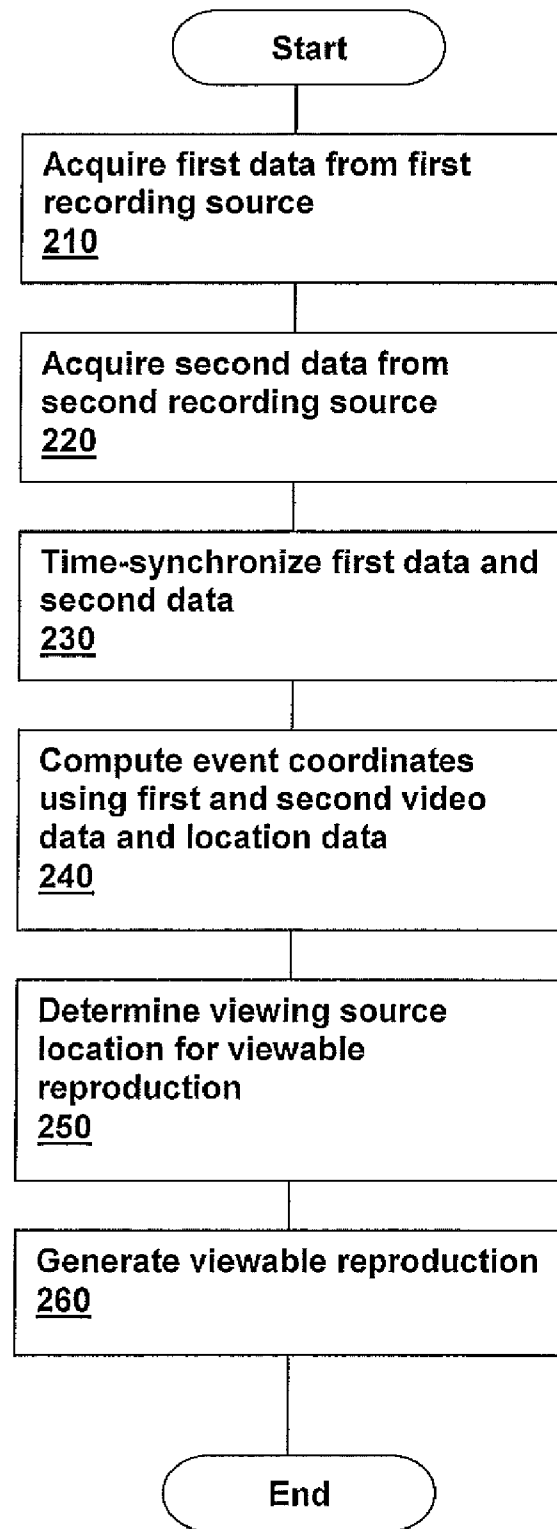 Start
Acquire first data from first
recording source
210
Acquire second data from
second recording source
220
Time-synchronize first data and
second data
230
Compute event coordinates
using first and second video
data and location data
240
Determine viewing source
location for viewable
reproduction
250
Generate viewable reproduction
260
End